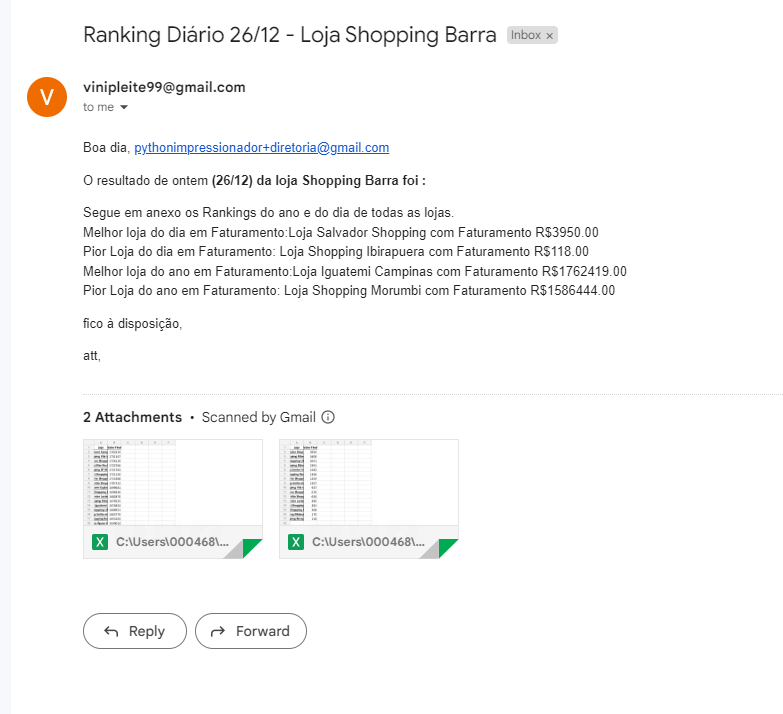 Ranking Diário 26/12 - Loja Shopping Barra Inbox ×
V
vinipleite99@gmail.com
to me
Boa dia, pythonimpressionador+diretoria@gmail.com
O resultado de ontem (26/12) da loja Shopping Barra foi :
Segue em anexo os Rankings do ano e do dia de todas as lojas.
Melhor loja do dia em Faturamento:Loja Salvador Shopping com Faturamento R$3950.00
Pior Loja do dia em Faturamento: Loja Shopping Ibirapuera com Faturamento R$118.00
Melhor loja do ano em Faturamento:Loja Iguatemi Campinas com Faturamento R$1762419.00
Pior Loja do ano em Faturamento: Loja Shopping Morumbi com Faturamento R$1586444.00
fico à disposição,
att,
2 Attachments • Scanned by Gmail
X C:\Users\000468\...
X C:\Users\000468\...
Reply
Forward